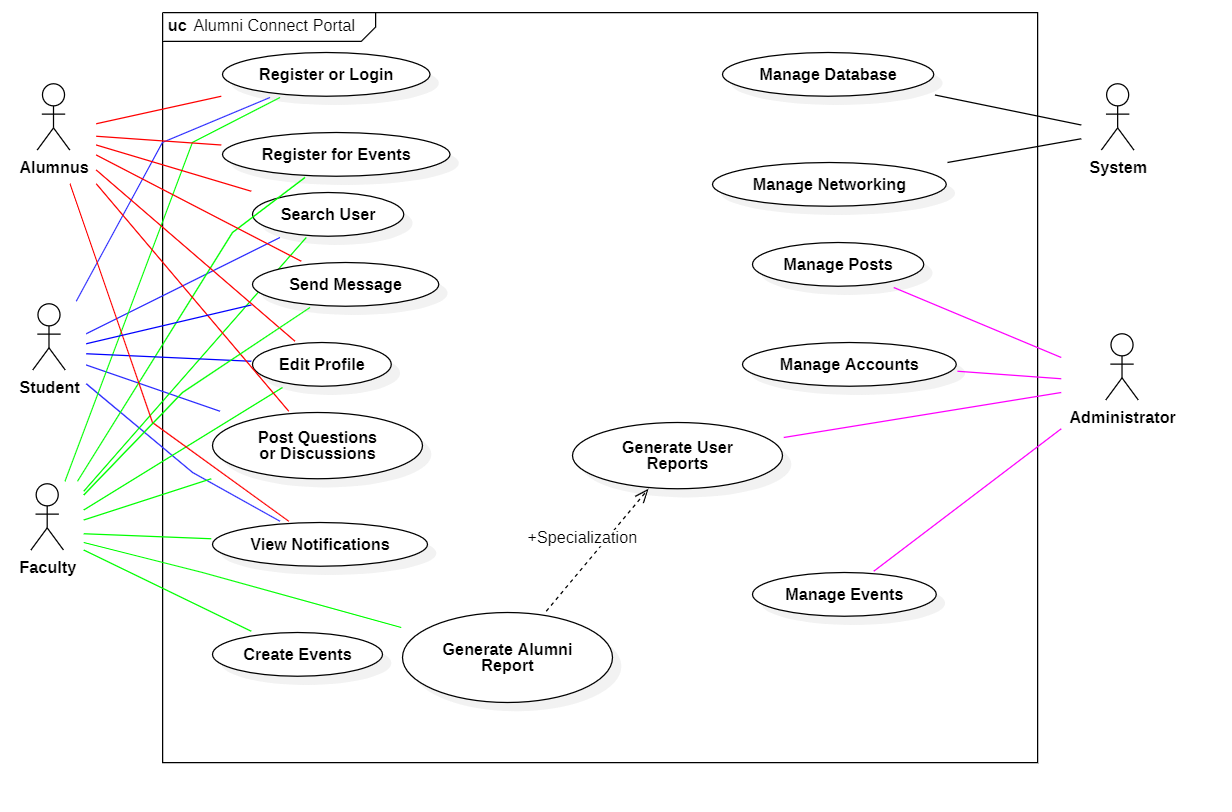 uc Alumni Connect Portal
Register or Login
Manage Database
Alumnus
System
Register for Events
Manage Networking
Search User
Send Message
Manage Posts
Student
Edit Profile
Manage Accounts
Administrator
Post Questions
or Discussions
Generate User
Reports
+Specialization
View Notifications
Faculty
Manage Events
Create Events
Generate Alumni
Report